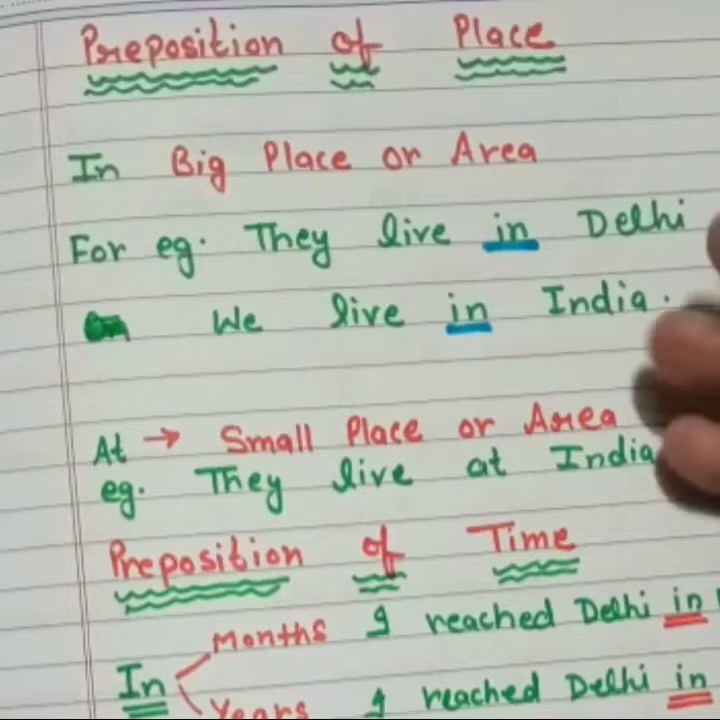 Preposition of Place
In Big Place or Area
For eg. They live in Delhi
We live in India.
At → Small Place or Area
eg. They live at India
Preposition of Time
Months I reached Delhi in
In
Years I reached Delhi in